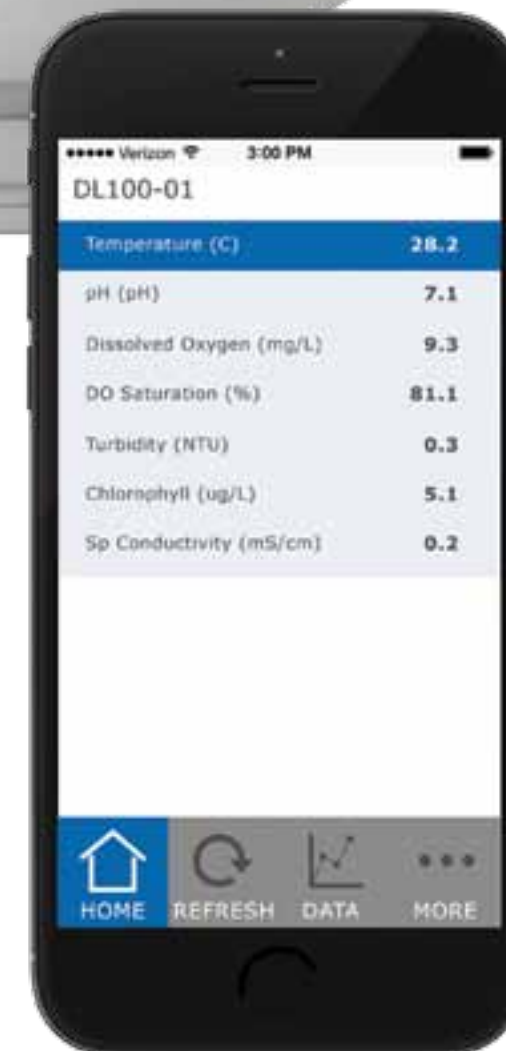 Verizon 3:00 PM
DL100-01
Temperature (C) 28.2
pH (pH) 7.1
Dissolved Oxygen (mg/L) 9.3
DO Saturation (%) 81.1
Turbidity (NTU) 0.3
Chlorophyll (ug/L) 5.1
Sp Conductivity (mS/cm) 0.2
HOME REFRESH DATA MORE